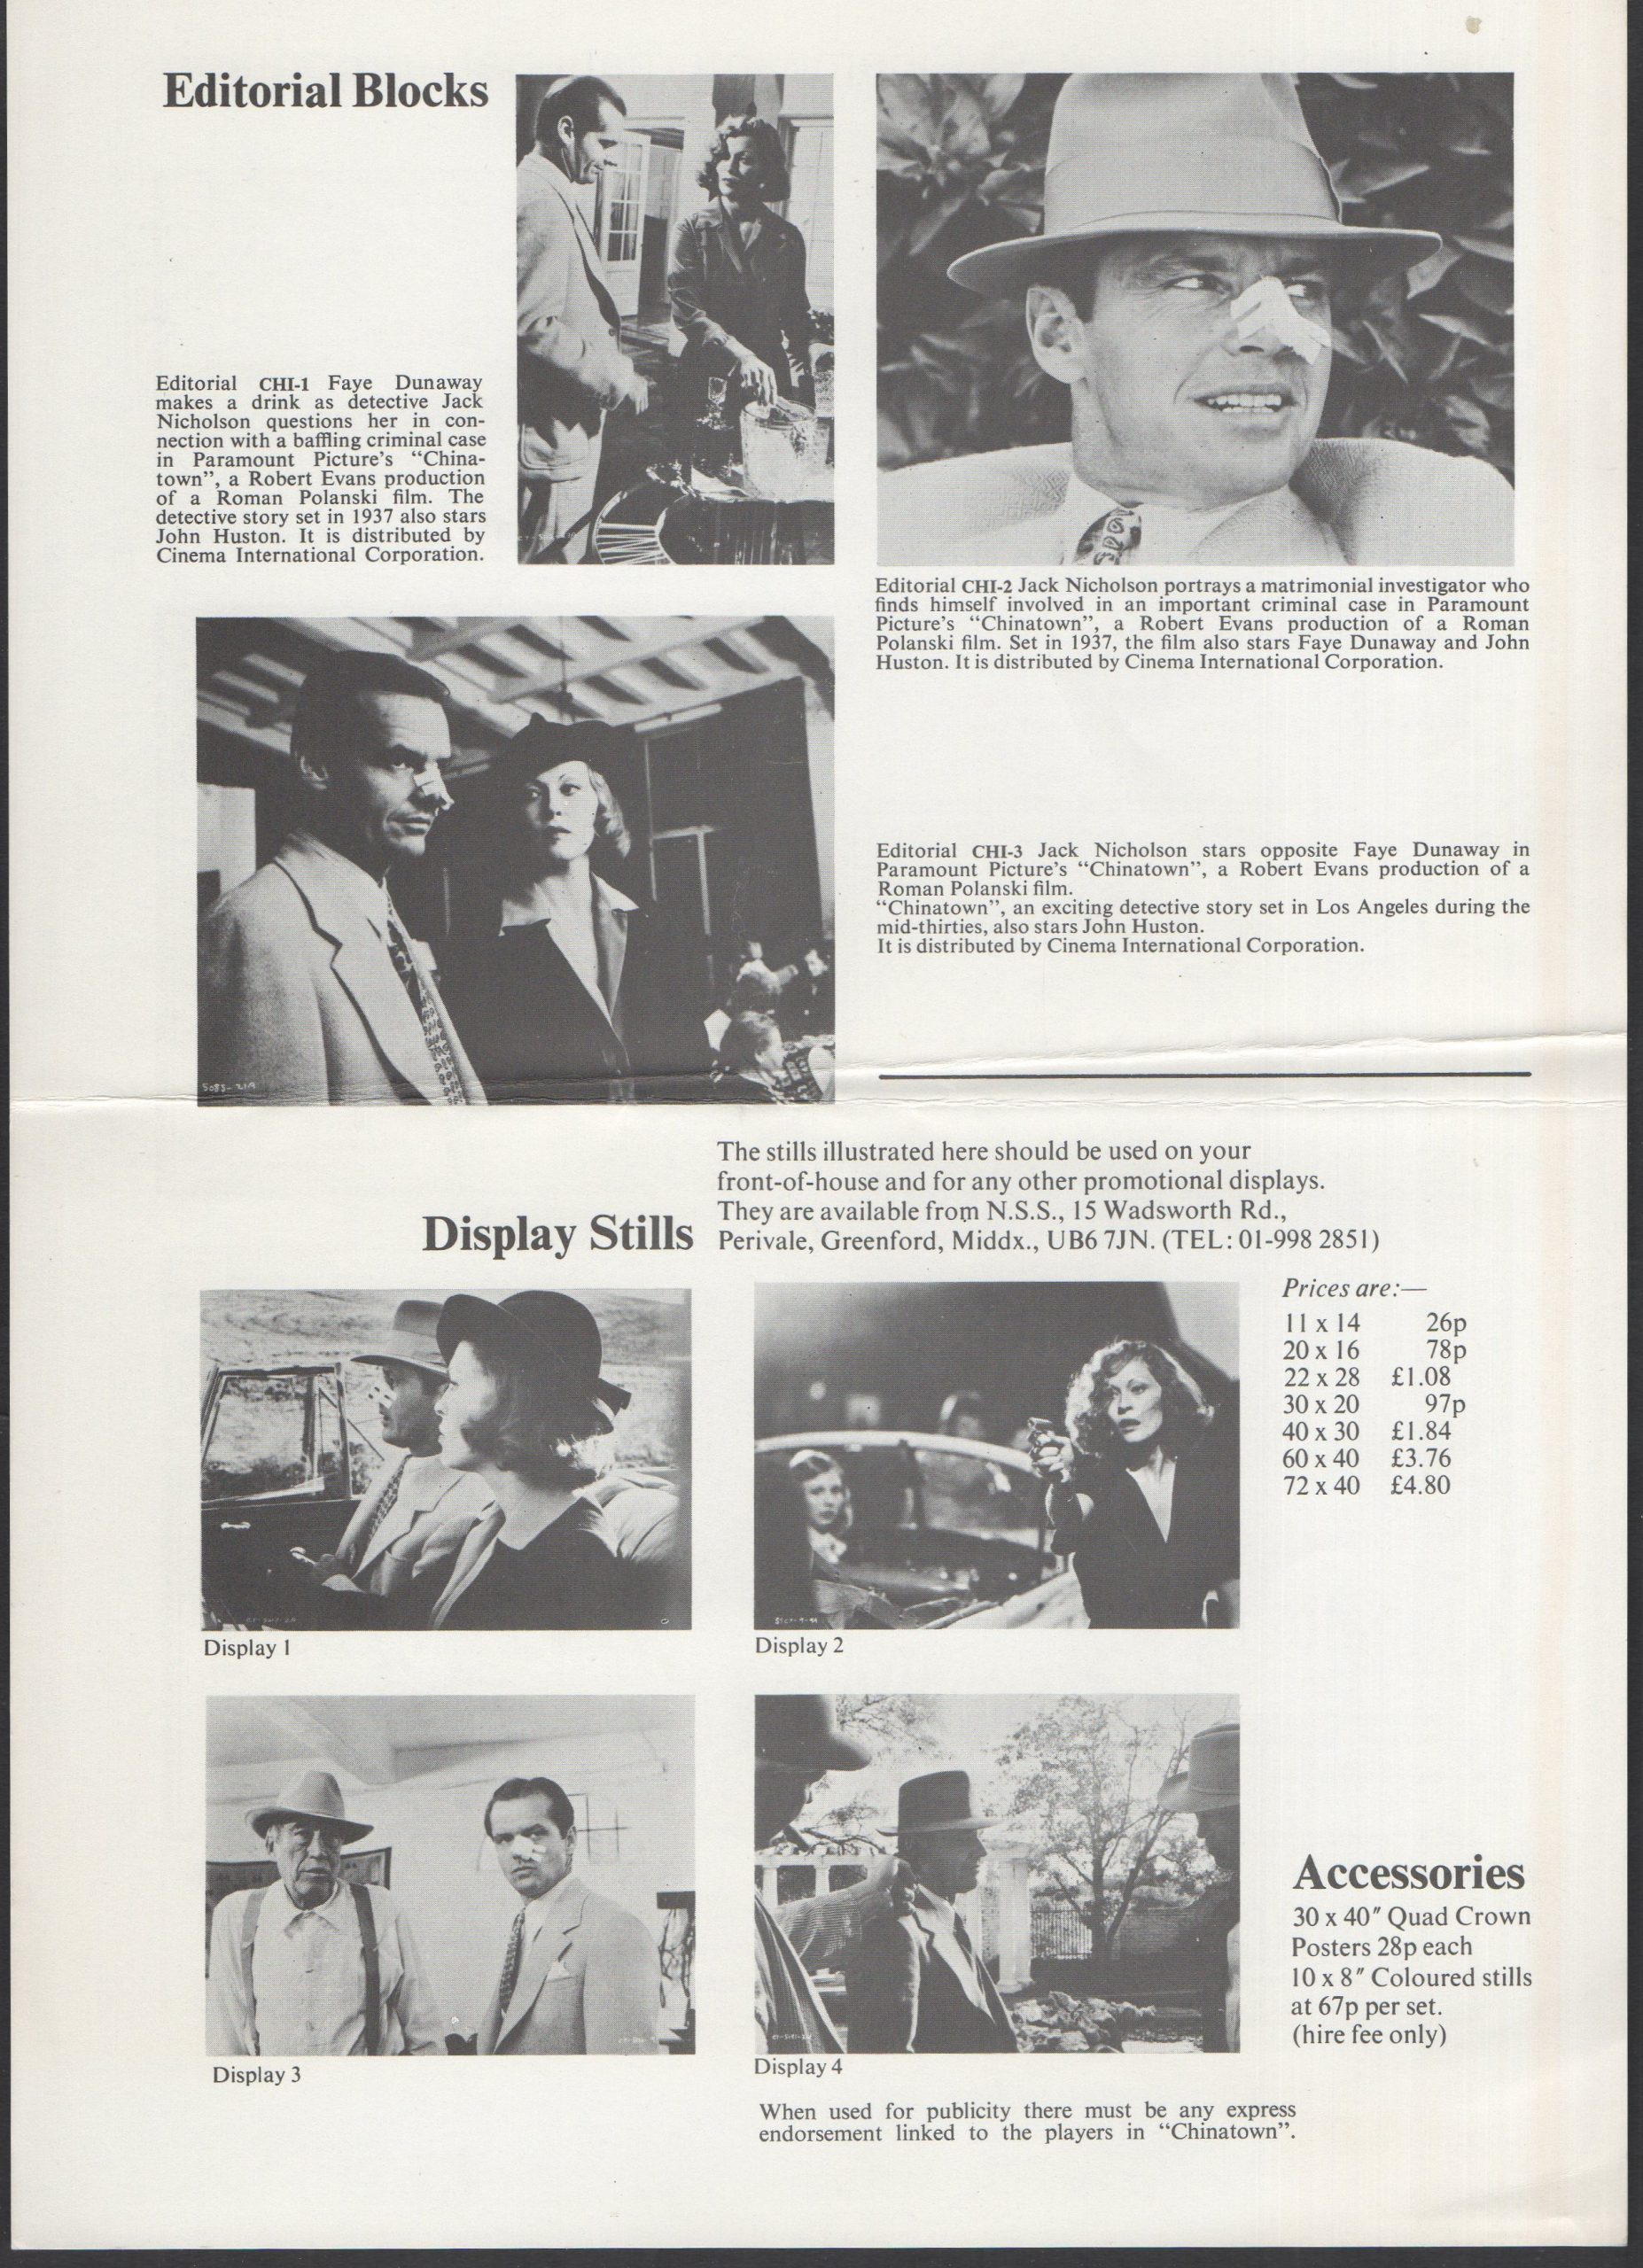 Editorial Blocks
Editorial CHI-1 Faye Dunaway
makes a drink as detective Jack
Nicholson questions her in con-
nection with a baffling criminal case
in Paramount Picture's “China-
town”, a Robert Evans production
of a Roman Polanski film. The
detective story set in 1937 also stars
John Huston. It is distributed by
Cinema International Corporation.
Editorial CHI-2 Jack Nicholson portrays a matrimonial investigator who
finds himself involved in an important criminal case in Paramount
Picture's “Chinatown”, a Robert Evans production of a Roman
Polanski film. Set in 1937, the film also stars Faye Dunaway and John
Huston. It is distributed by Cinema International Corporation.
Editorial CHI-3 Jack Nicholson stars opposite Faye Dunaway in
Paramount Picture's “Chinatown”, a Robert Evans production of a
Roman Polanski film.
“Chinatown”, an exciting detective story set in Los Angeles during the
mid-thirties, also stars John Huston.
It is distributed by Cinema International Corporation.
Display Stills
The stills illustrated here should be used on your
front-of-house and for any other promotional displays.
They are available from N.S.S., 15 Wadsworth Rd.,
Perivale, Greenford, Middx., UB6 7JN. (TEL: 01-998 2851)
Prices are:—
11 x 14 26p
20 x 16 78p
22 x 28 £1.08
30 x 20 97p
40 x 30 £1.84
60 x 40 £3.76
72 x 40 £4.80
Display 1
Display 2
Display 3
Display 4
Accessories
30 x 40″ Quad Crown
Posters 28p each
10 x 8″ Coloured stills
at 67p per set.
(hire fee only)
When used for publicity there must be any express
endorsement linked to the players in “Chinatown”.